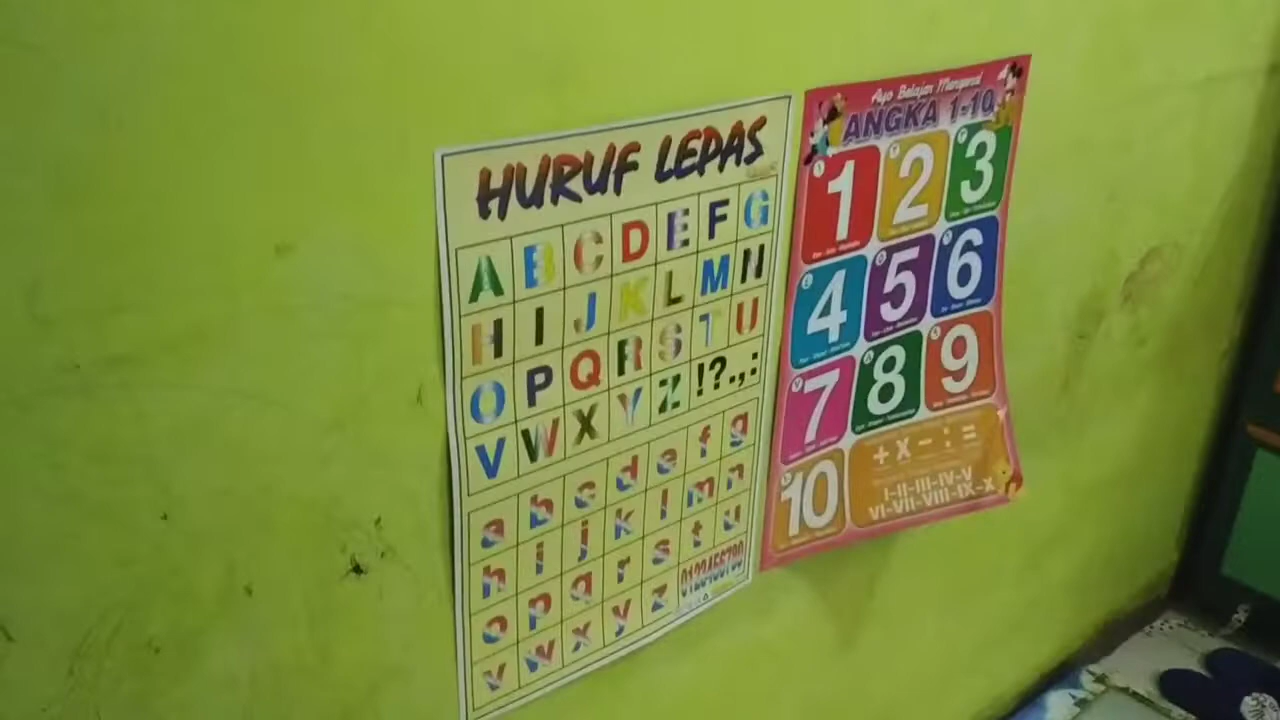 HURUF LEPAS
A B C D E F G
H I J K L M N
O P Q R S T U
V W X Y Z !?.,:
a b c d e f g
h i j k l m n
o p q r s t u
v w x y z 0123456790
Ayo Belajar Mengenal
ANGKA 1-10
1 2 3
4 5 6
7 8 9
10 + x - : =
I-II-III-IV-V
VI-VII-VIII-IX-X